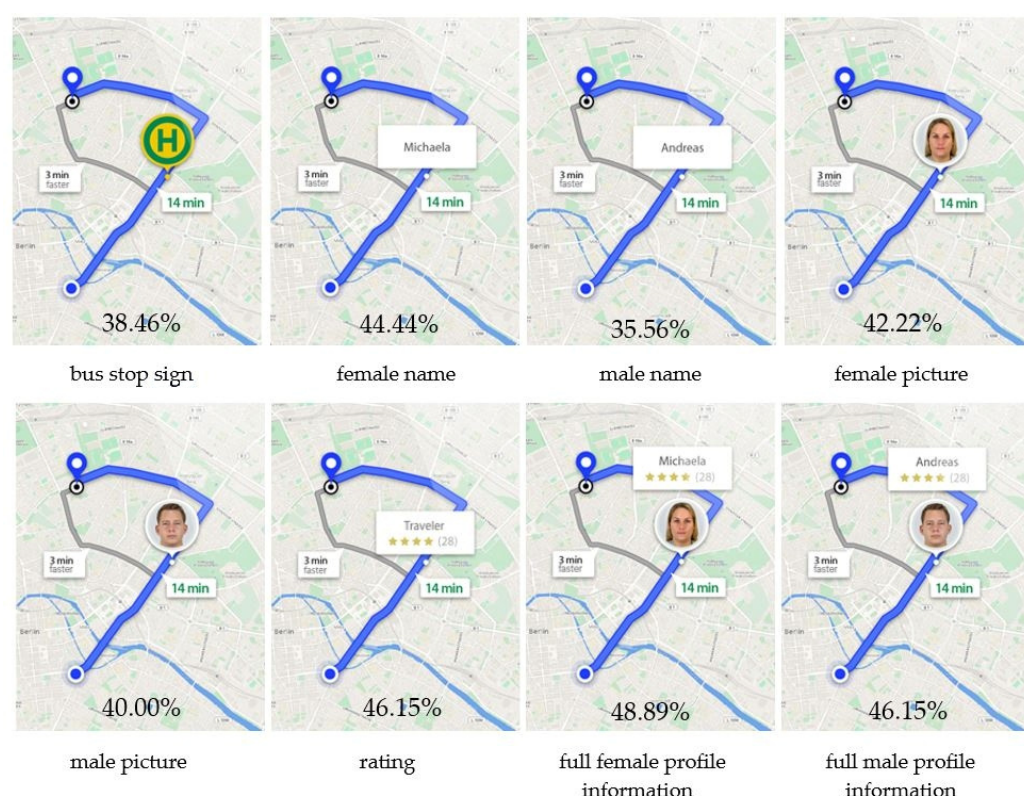 H
3 min
faster
14 min
Berlin
38.46%
bus stop sign
Michaela
3 min
faster
14 min
Berlin
44.44%
female name
Andreas
3 min
faster
14 min
Berlin
35.56%
male name
3 min
faster
14 min
Berlin
42.22%
female picture
3 min
faster
14 min
Berlin
40.00%
male picture
Traveler
★★★★ (28)
3 min
faster
14 min
Berlin
46.15%
rating
Michaela
★★★★ (28)
3 min
faster
14 min
Berlin
48.89%
full female profile
information
Andreas
★★★★ (28)
3 min
faster
14 min
Berlin
46.15%
full male profile
information